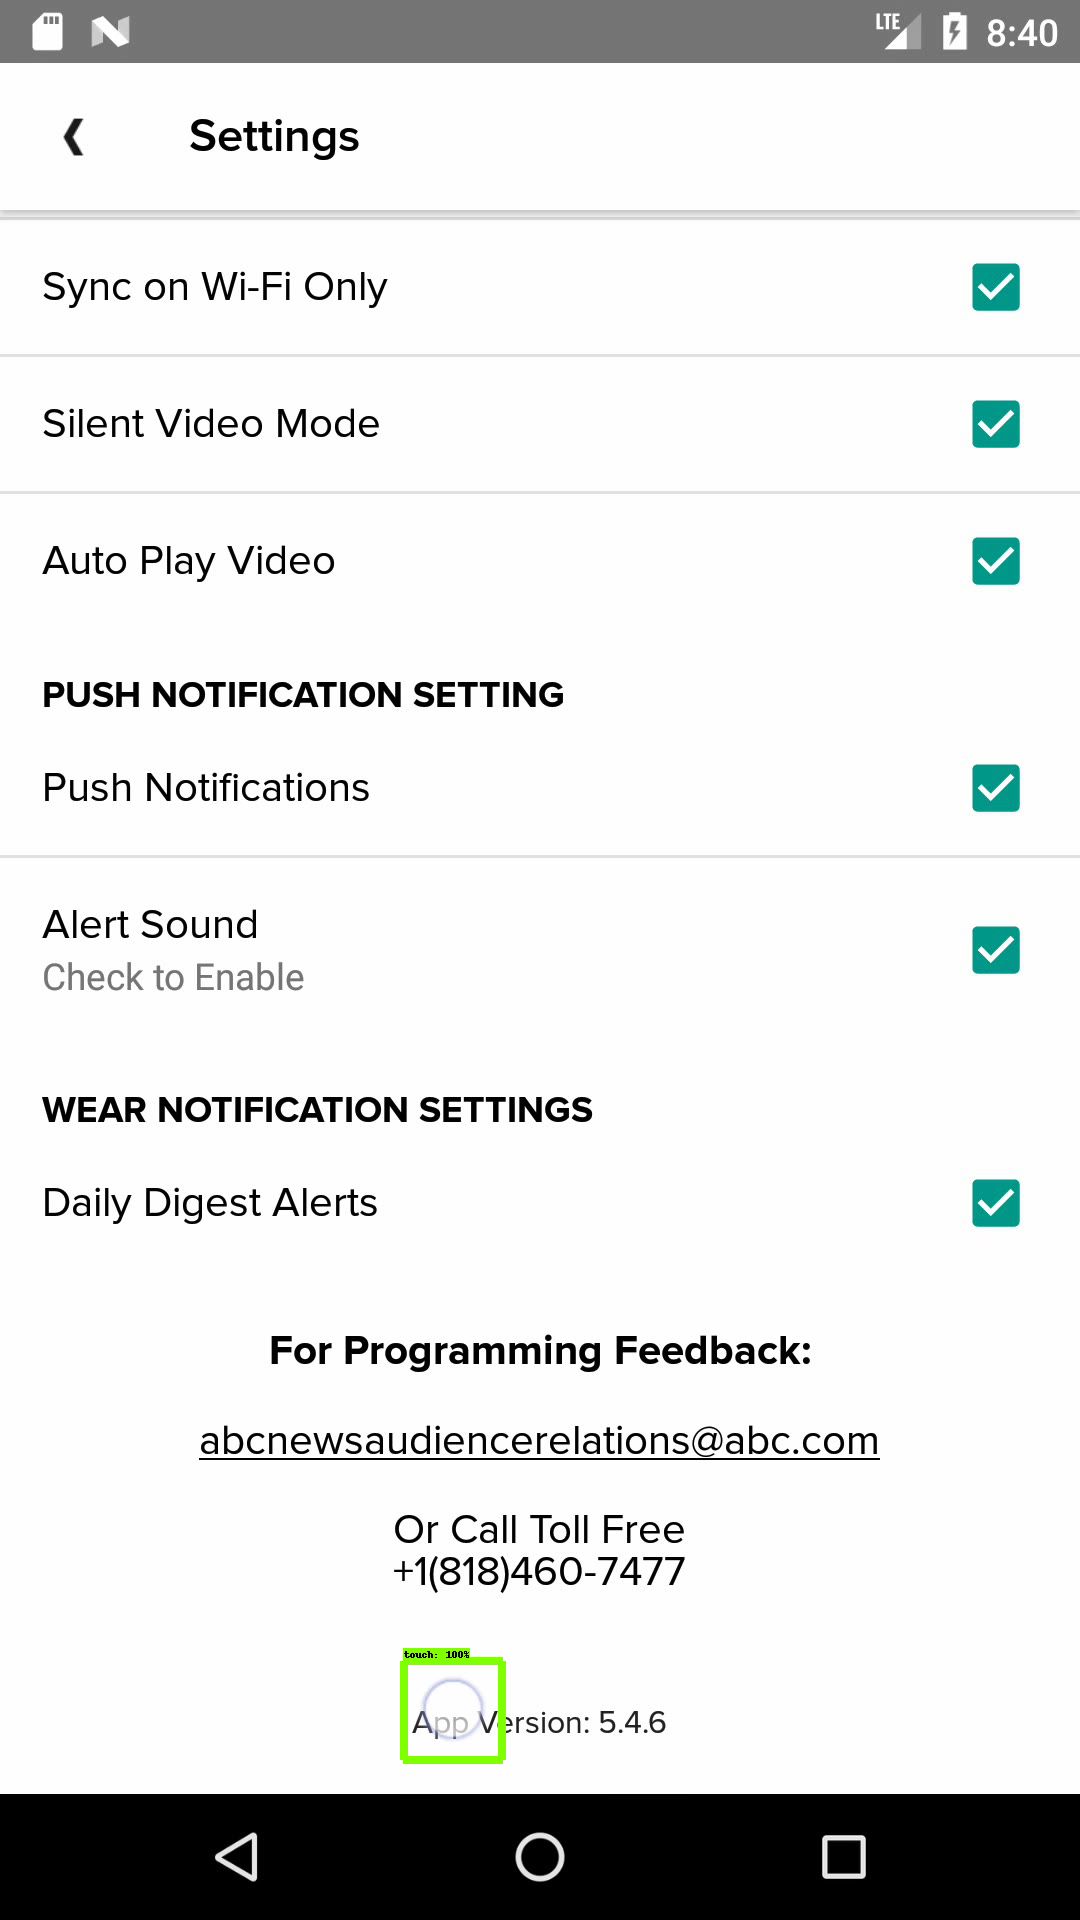 LTE 8:40
Settings
Sync on Wi-Fi Only
Silent Video Mode
Auto Play Video
PUSH NOTIFICATION SETTING
Push Notifications
Alert Sound
Check to Enable
WEAR NOTIFICATION SETTINGS
Daily Digest Alerts
For Programming Feedback:
abcnewsaudiencerelations@abc.com
Or Call Toll Free
+1(818)460-7477
touch: 100%
App Version: 5.4.6